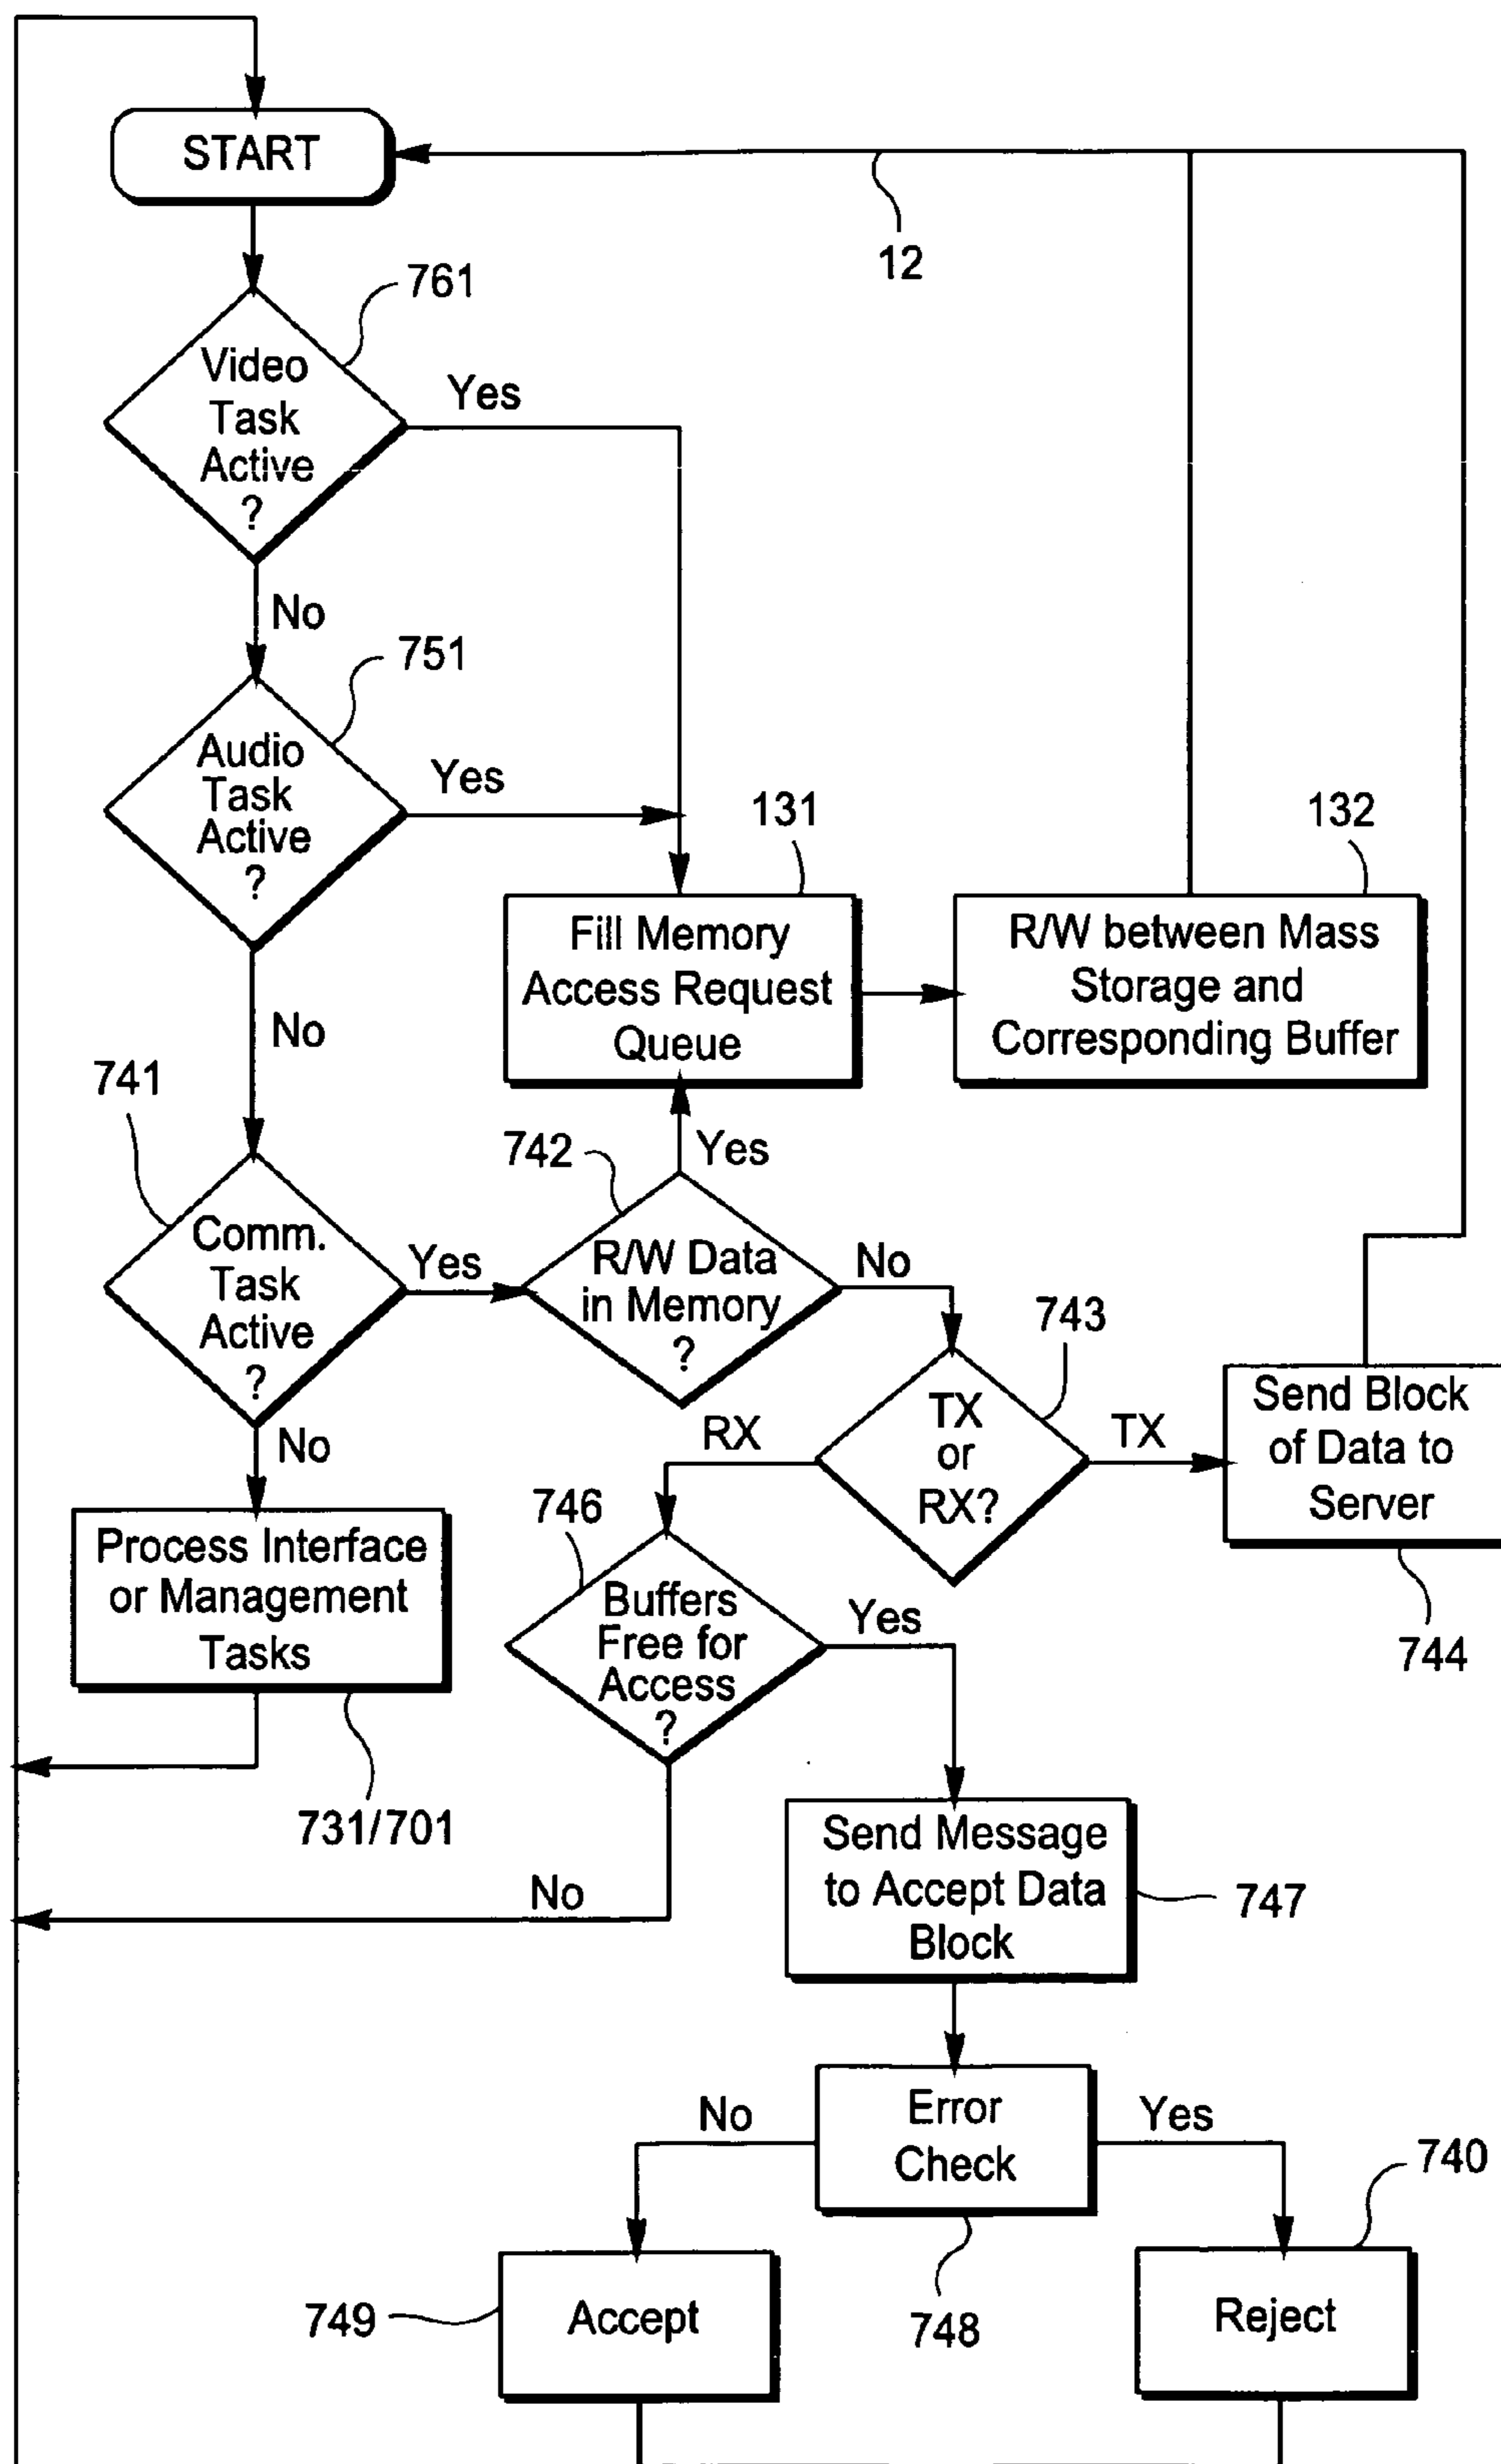 START
12
761
Video
Task
Active
?
Yes
No
751
Audio
Task
Active
?
Yes
131
132
Fill Memory
Access Request
Queue
R/W between Mass
Storage and
Corresponding Buffer
No
741
742
Yes
Comm.
Task
Active
?
Yes
R/W Data
in Memory
?
No
743
TX
or
RX?
RX
TX
Send Block
of Data to
Server
744
No
Process Interface
or Management
Tasks
731/701
746
Buffers
Free for
Access
?
Yes
No
Send Message
to Accept Data
Block
747
Error
Check
No
Yes
740
748
749
Accept
Reject